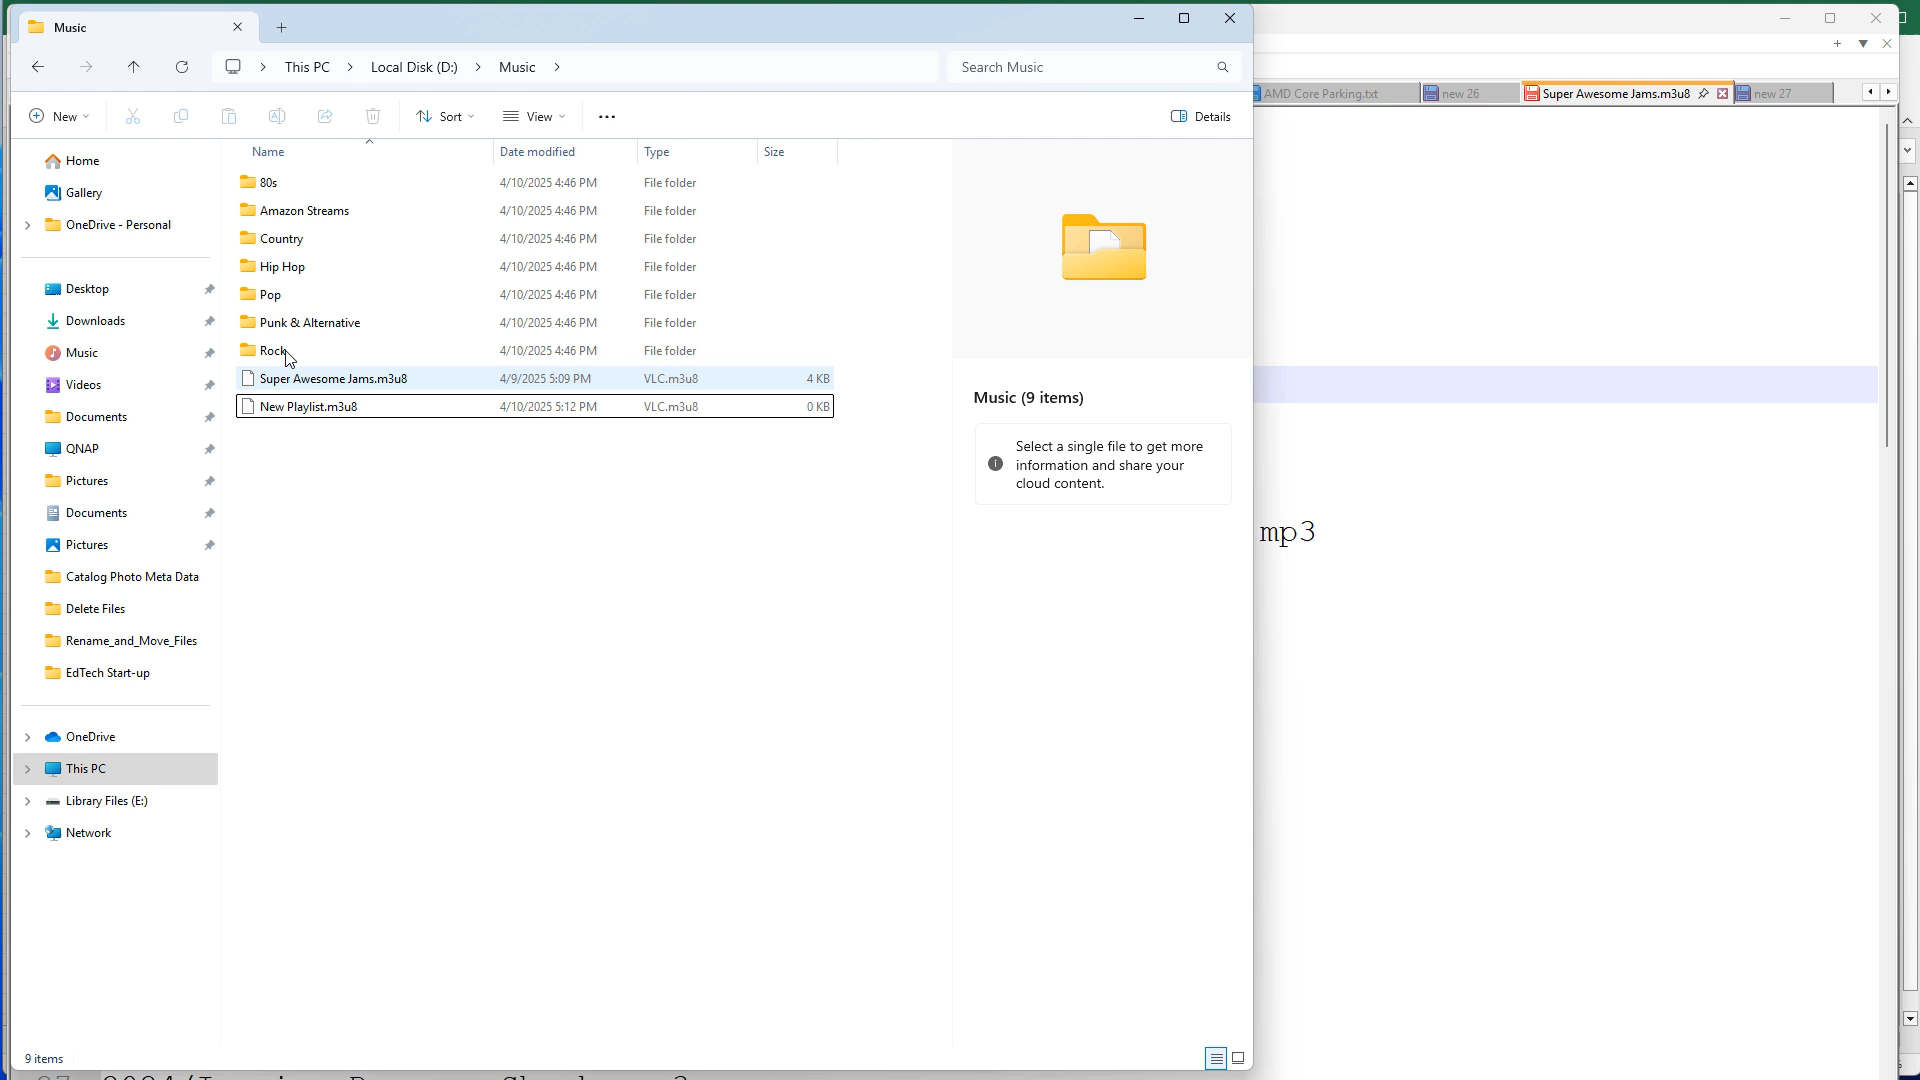 Music
This PC
Local Disk (D:)
Music
Search Music
New
Sort
View
Details
AMD Core Parking.txt
new 26
Super Awesome Jams.m3u8
new 27
Home
Gallery
OneDrive - Personal
Desktop
Downloads
Music
Videos
Documents
QNAP
Pictures
Documents
Pictures
Catalog Photo Meta Data
Delete Files
Rename_and_Move_Files
EdTech Start-up
OneDrive
This PC
Library Files (E:)
Network
Name Date modified Type Size
80s 4/10/2025 4:46 PM File folder
Amazon Streams 4/10/2025 4:46 PM File folder
Country 4/10/2025 4:46 PM File folder
Hip Hop 4/10/2025 4:46 PM File folder
Pop 4/10/2025 4:46 PM File folder
Punk & Alternative 4/10/2025 4:46 PM File folder
Rock 4/10/2025 4:46 PM File folder
Super Awesome Jams.m3u8 4/9/2025 5:09 PM VLC.m3u8 4 KB
New Playlist.m3u8 4/10/2025 5:12 PM VLC.m3u8 0 KB
Music (9 items)
Select a single file to get more
information and share your
cloud content.
mp3
9 items